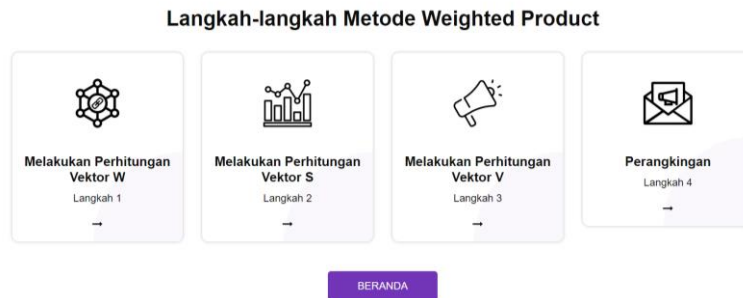 Langkah-langkah Metode Weighted Product
Melakukan Perhitungan
Vektor W
Langkah 1
Melakukan Perhitungan
Vektor S
Langkah 2
Melakukan Perhitungan
Vektor V
Langkah 3
Perangkingan
Langkah 4
BERANDA